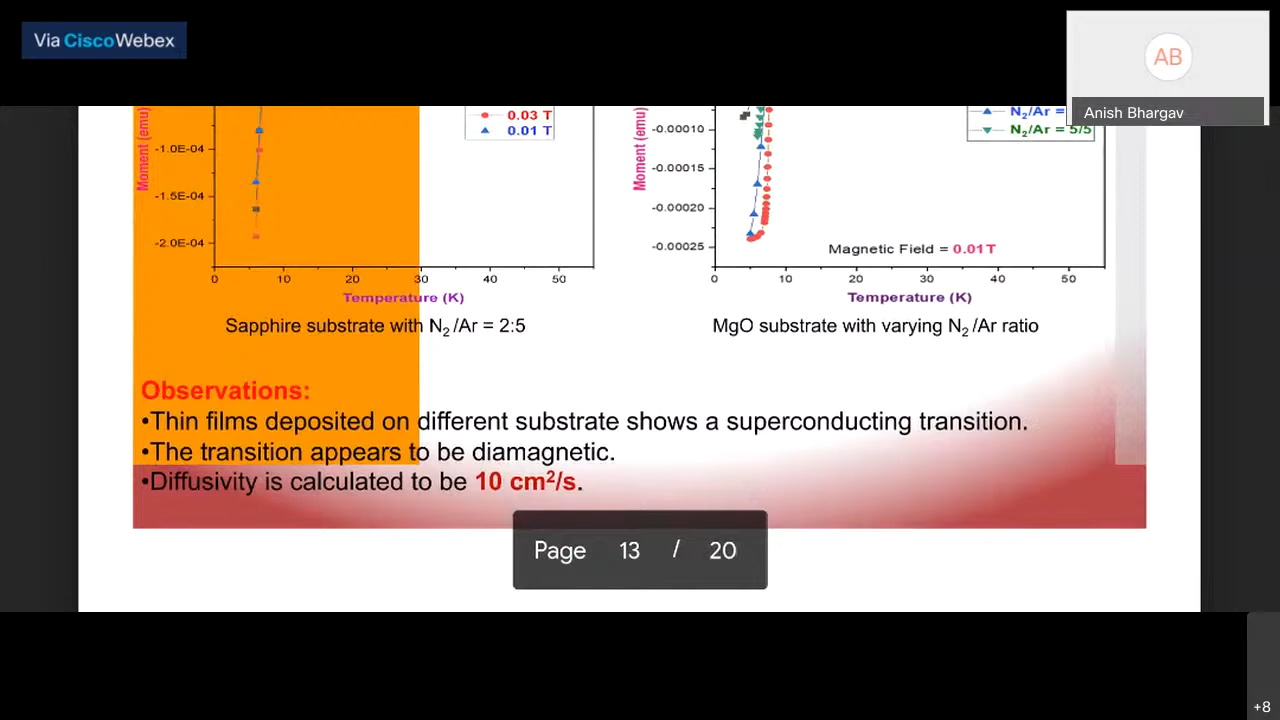 Via CiscoWebex
AB
Anish Bhargav
Moment (emu)
0.03 T
0.01 T
-1.0E-04
-1.5E-04
-2.0E-04
0 10 20 30 40 50
Temperature (K)
Sapphire substrate with N2/Ar = 2:5
Moment (emu)
N2/Ar =
N2/Ar = 5/5
-0.00010
-0.00015
-0.00020
-0.00025
Magnetic Field = 0.01T
0 10 20 30 40 50
Temperature (K)
MgO substrate with varying N2/Ar ratio
Observations:
•Thin films deposited on different substrate shows a superconducting transition.
•The transition appears to be diamagnetic.
•Diffusivity is calculated to be 10 cm²/s.
Page 13 / 20
+8